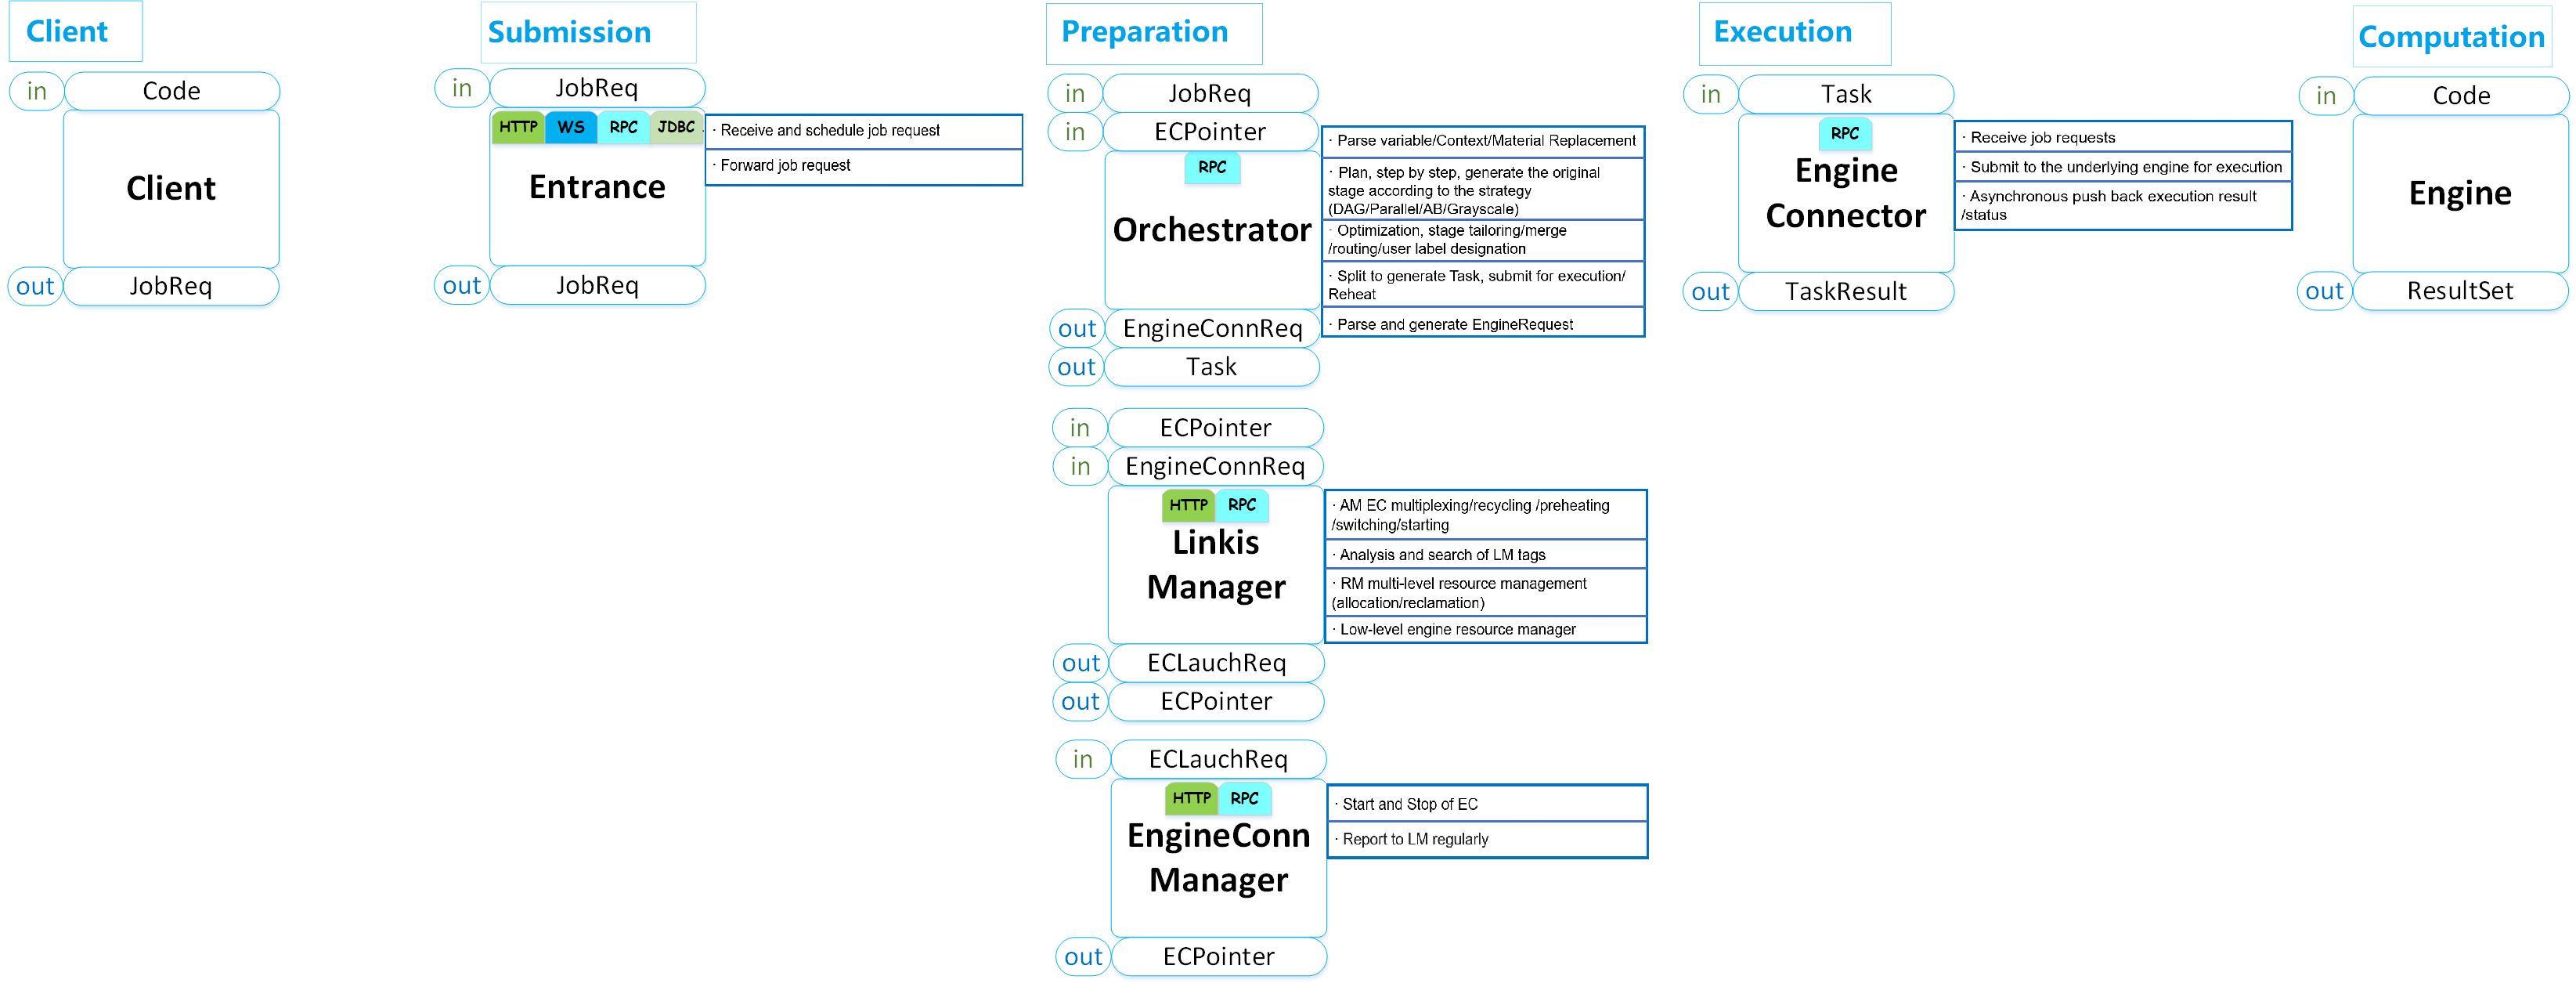 Client
in
Code
Client
out
JobReq
Submission
in
JobReq
HTTP
WS
RPC
JDBC
Entrance
· Receive and schedule job request
· Forward job request
out
JobReq
Preparation
in
JobReq
in
ECPointer
RPC
Orchestrator
· Parse variable/Context/Material Replacement
· Plan, step by step, generate the original
stage according to the strategy
(DAG/Parallel/AB/Grayscale)
· Optimization, stage tailoring/merge
/routing/user label designation
· Split to generate Task, submit for execution/
Reheat
· Parse and generate EngineRequest
out
EngineConnReq
out
Task
in
ECPointer
in
EngineConnReq
HTTP
RPC
Linkis
Manager
· AM EC multiplexing/recycling /preheating
/switching/starting
· Analysis and search of LM tags
· RM multi-level resource management
(allocation/reclamation)
· Low-level engine resource manager
out
ECLauchReq
out
ECPointer
in
ECLauchReq
HTTP
RPC
EngineConn
Manager
· Start and Stop of EC
· Report to LM regularly
out
ECPointer
Execution
in
Task
RPC
Engine
Connector
· Receive job requests
· Submit to the underlying engine for execution
· Asynchronous push back execution result
/status
out
TaskResult
Computation
in
Code
Engine
out
ResultSet